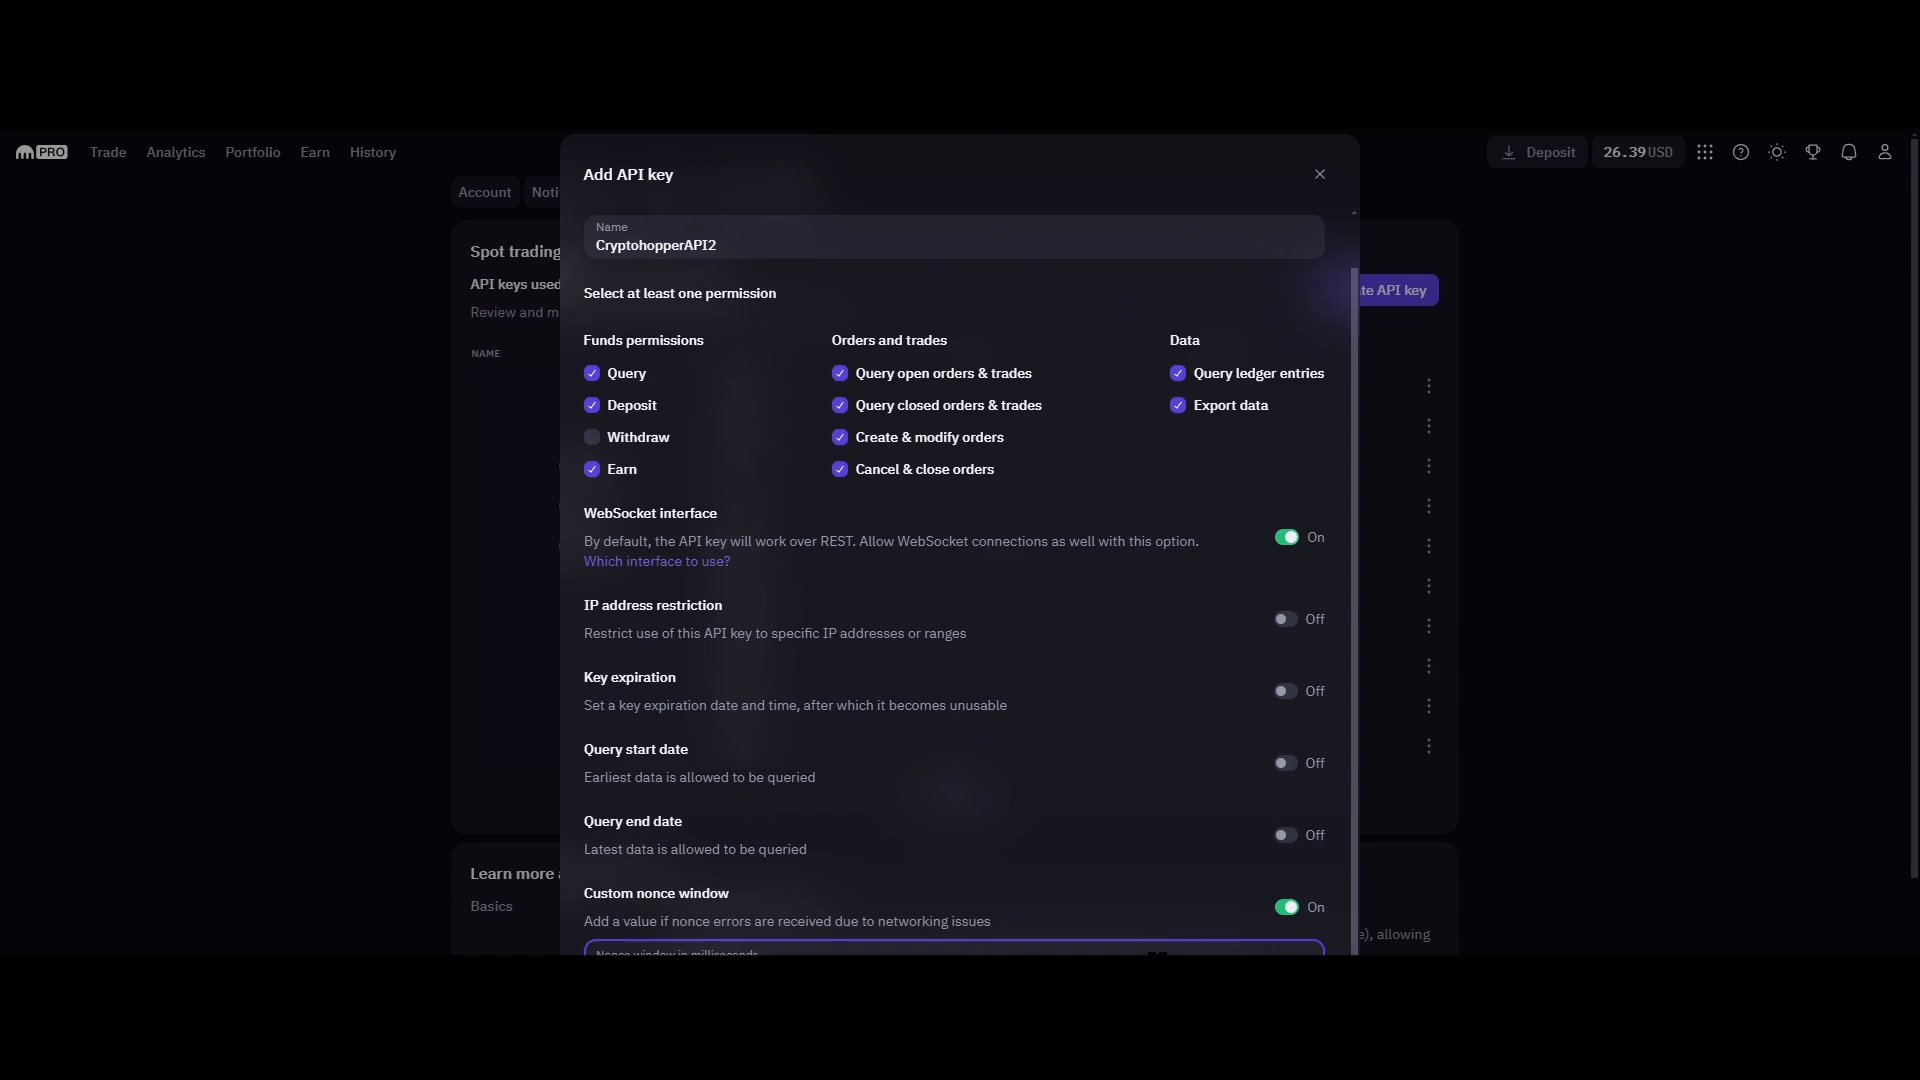 PRO Trade Analytics Portfolio Earn History Deposit 26.39 USD
Account Noti
Add API key
Name
CryptohopperAPI2
Spot trading
API keys used
Review and m
te API key
NAME
Select at least one permission
Funds permissions Orders and trades Data
Query Query open orders & trades Query ledger entries
Deposit Query closed orders & trades Export data
Withdraw Create & modify orders
Earn Cancel & close orders
WebSocket interface
By default, the API key will work over REST. Allow WebSocket connections as well with this option. On
Which interface to use?
IP address restriction
Restrict use of this API key to specific IP addresses or ranges Off
Key expiration
Set a key expiration date and time, after which it becomes unusable Off
Query start date
Earliest data is allowed to be queried Off
Query end date
Latest data is allowed to be queried Off
Custom nonce window
Add a value if nonce errors are received due to networking issues On
Nonce window in milliseconds
Learn more a
Basics
e), allowing